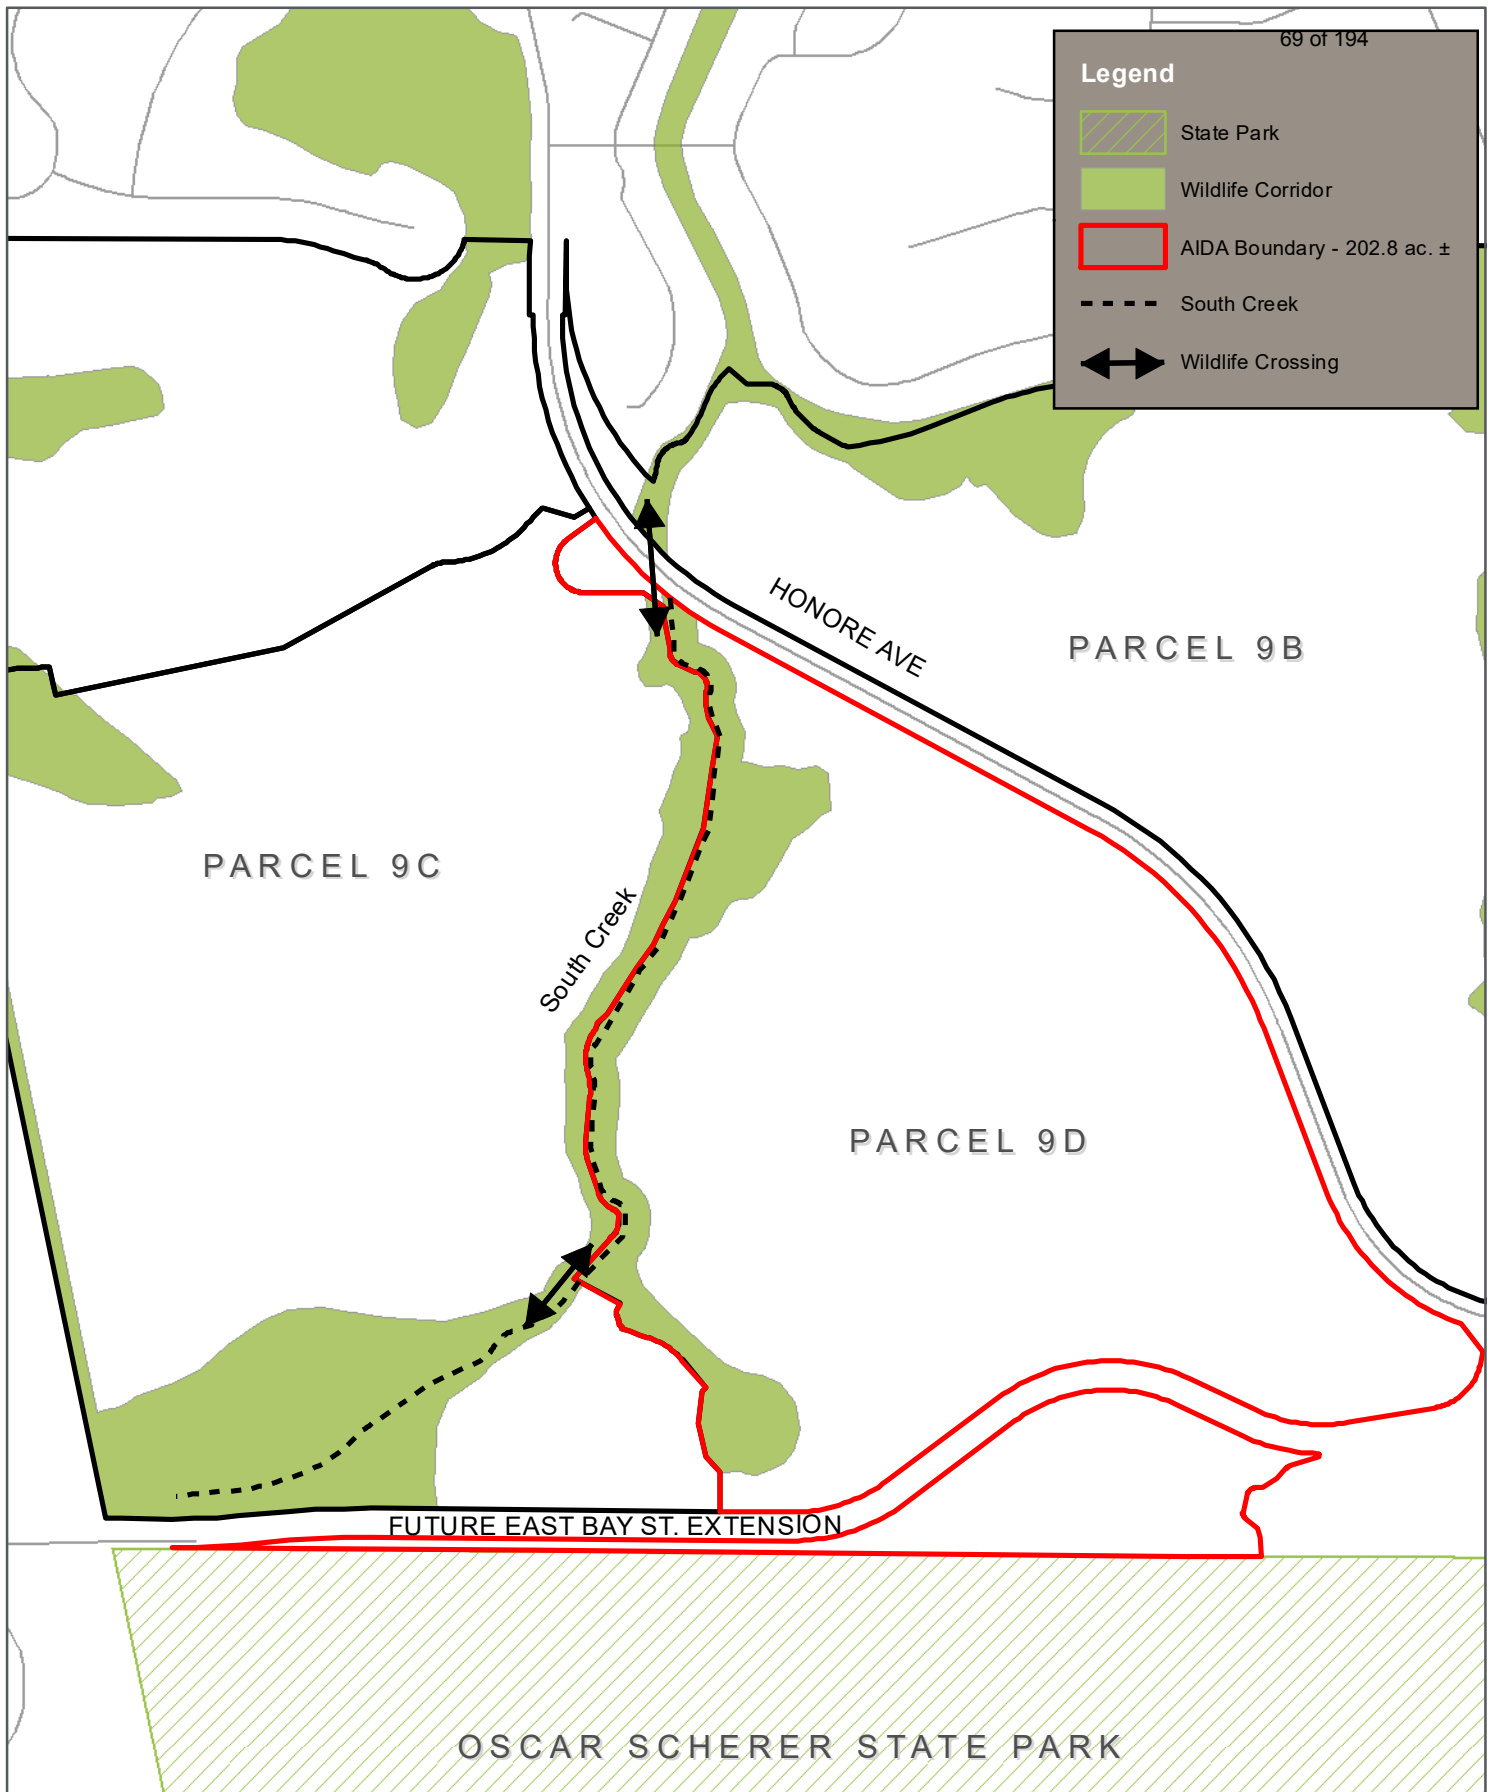 69 of 194
Legend
State Park
Wildlife Corridor
AIDA Boundary - 202.8 ac. ±
South Creek
Wildlife Crossing
HONORE AVE
PARCEL 9B
PARCEL 9C
South Creek
PARCEL 9D
FUTURE EAST BAY ST. EXTENSION
OSCAR SCHERER STATE PARK